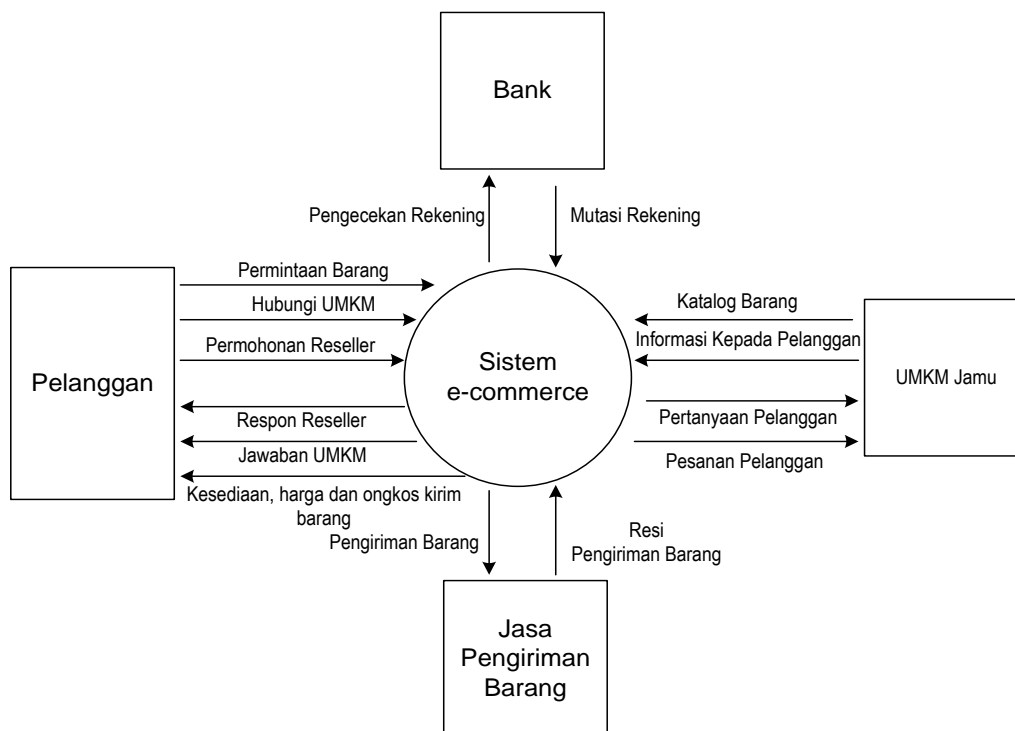 Bank
Pengecekan Rekening
Mutasi Rekening
Permintaan Barang
Hubungi UMKM
Permohonan Reseller
Pelanggan
Respon Reseller
Jawaban UMKM
Kesediaan, harga dan ongkos kirim
barang
Sistem
e-commerce
Katalog Barang
Informasi Kepada Pelanggan
UMKM Jamu
Pertanyaan Pelanggan
Pesanan Pelanggan
Pengiriman Barang
Resi
Pengiriman Barang
Jasa
Pengiriman
Barang